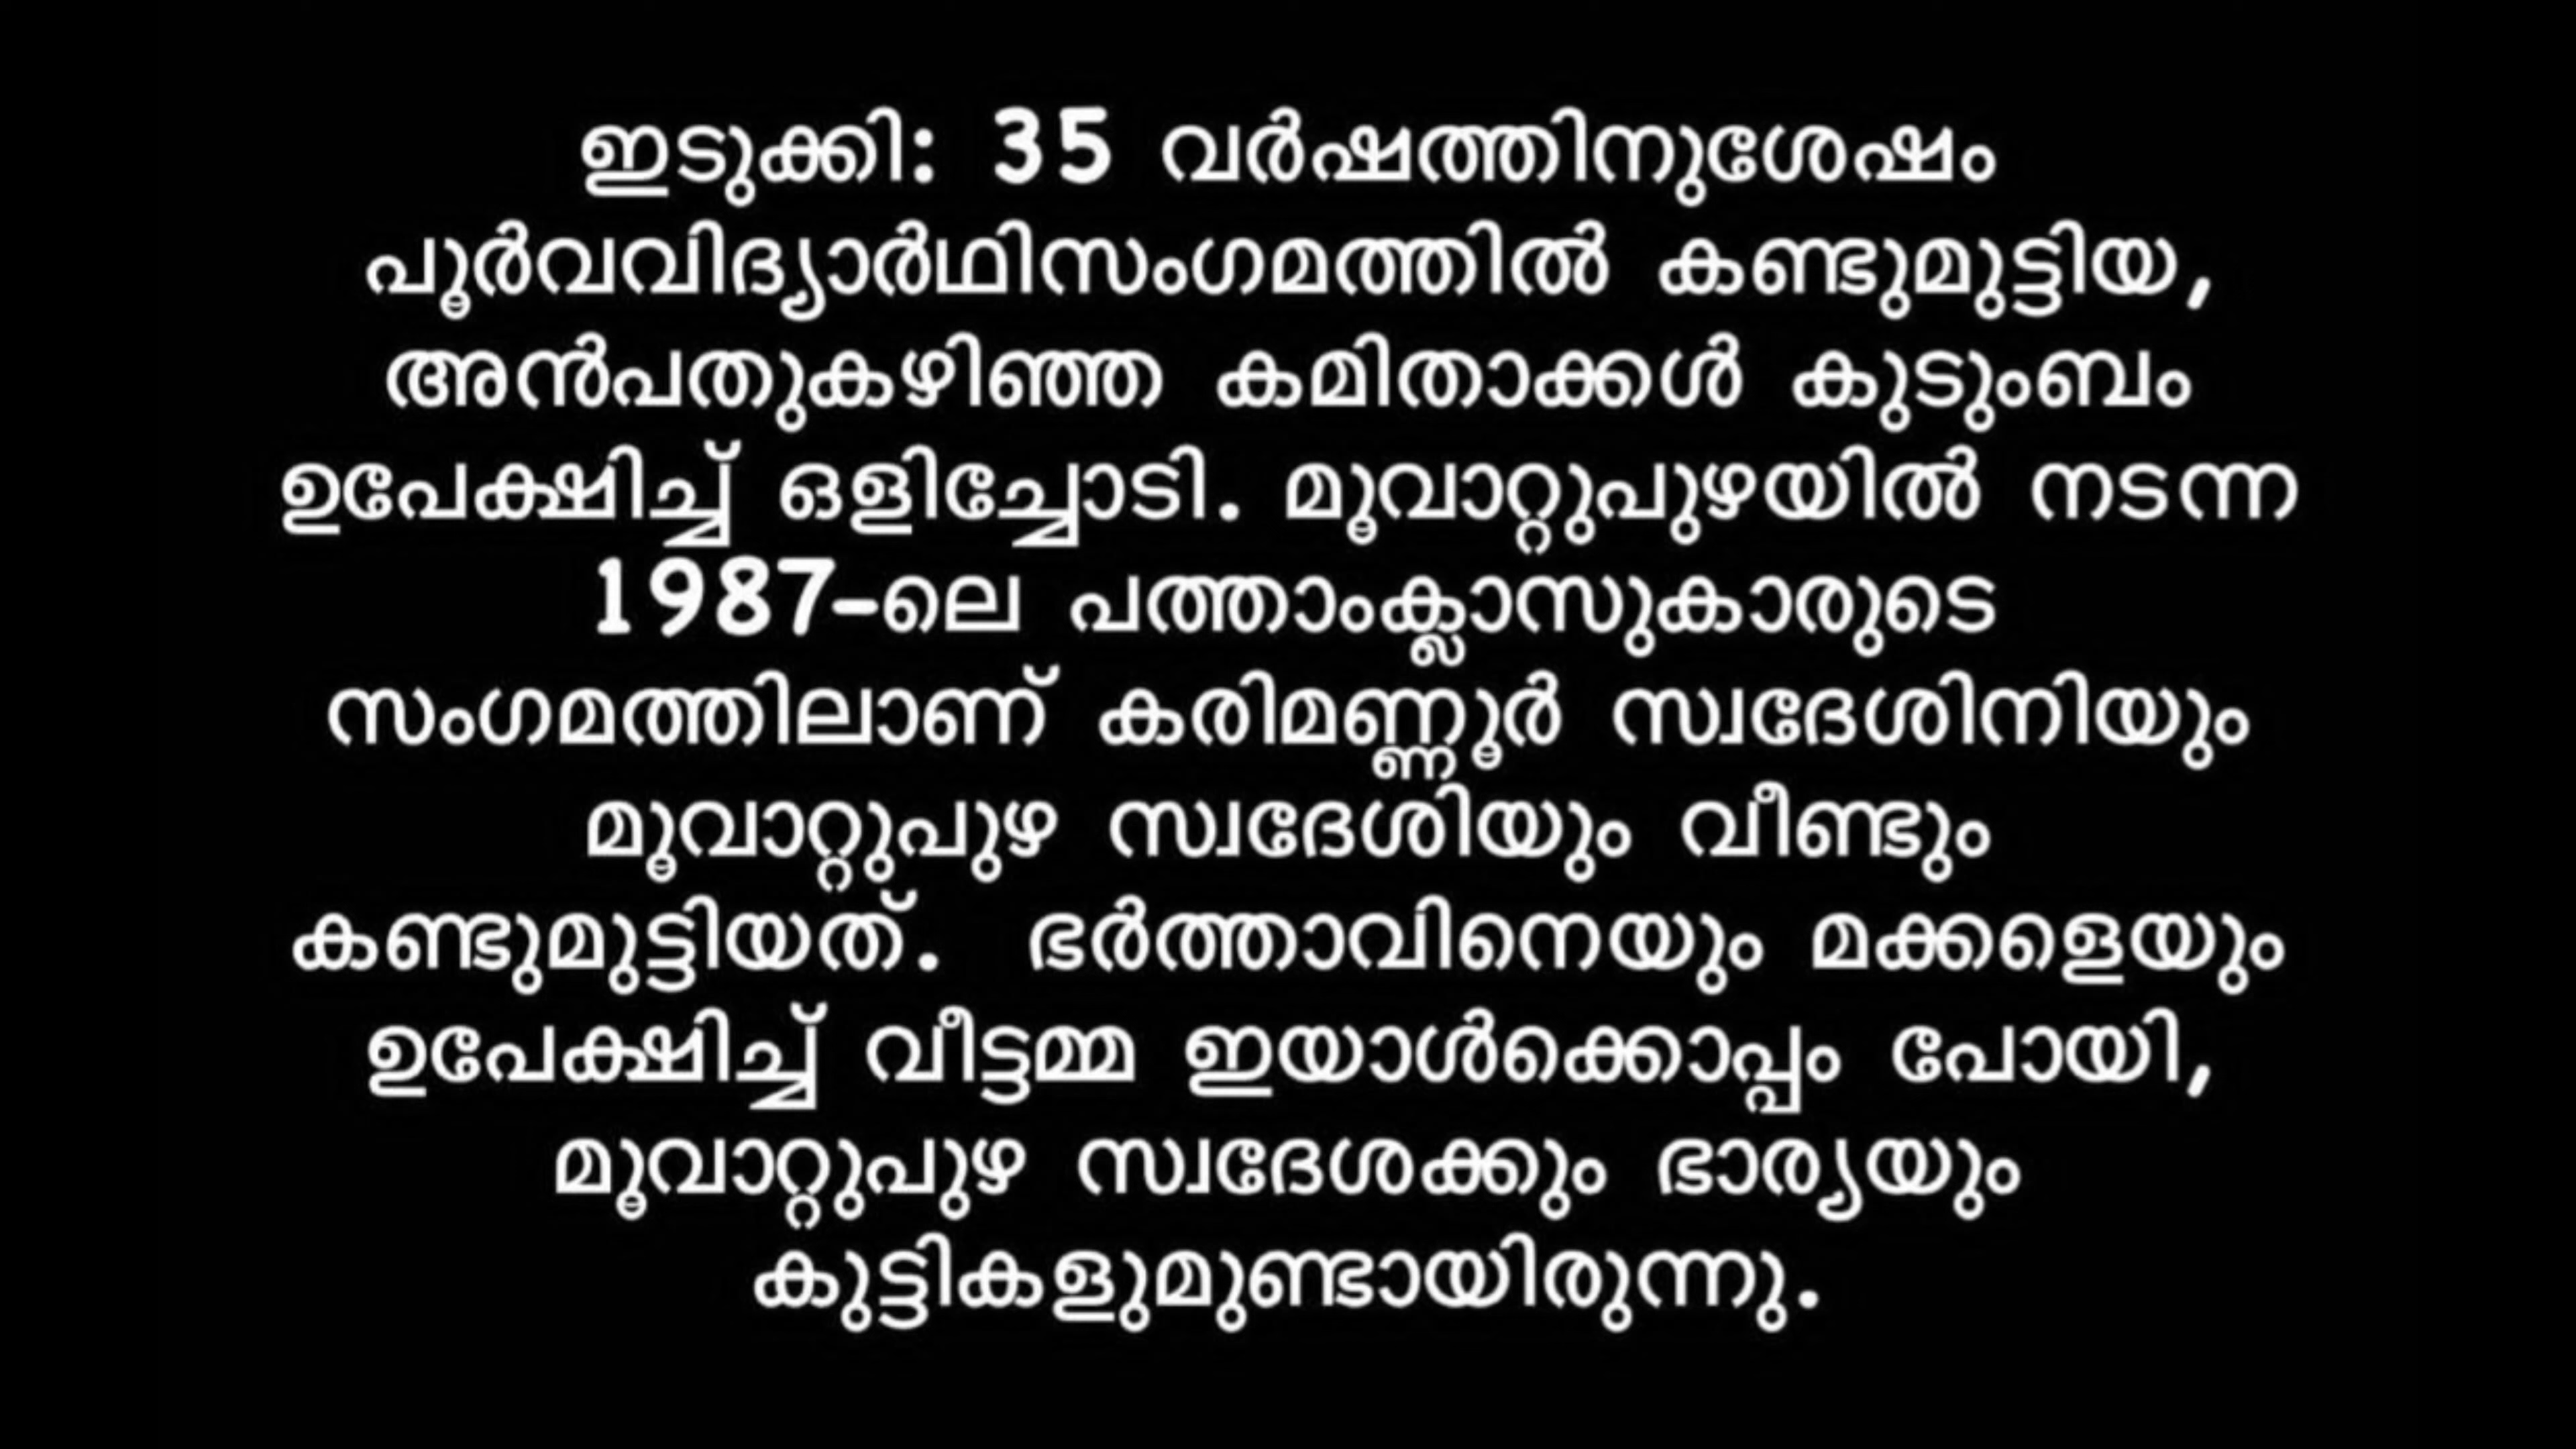 ഇടുക്കി: 35 വർഷത്തിനുശേഷം
പൂർവവിദ്യാർഥിസംഗമത്തിൽ കണ്ടുമുട്ടിയ,
അൻപതുകഴിഞ്ഞ കമിതാക്കൾ കുടുംബം
ഉപേക്ഷിച്ച് ഒളിച്ചോടി. മൂവാറ്റുപുഴയിൽ നടന്ന
1987-ലെ പത്താംക്ലാസുകാരുടെ
സംഗമത്തിലാണ് കരിമണ്ണൂർ സ്വദേശിനിയും
മൂവാറ്റുപുഴ സ്വദേശിയും വീണ്ടും
കണ്ടുമുട്ടിയത്. ഭർത്താവിനെയും മക്കളെയും
ഉപേക്ഷിച്ച് വീട്ടമ്മ ഇയാൾക്കൊപ്പം പോയി,
മൂവാറ്റുപുഴ സ്വദേശക്കും ഭാര്യയും
കുട്ടികളുമുണ്ടായിരുന്നു.